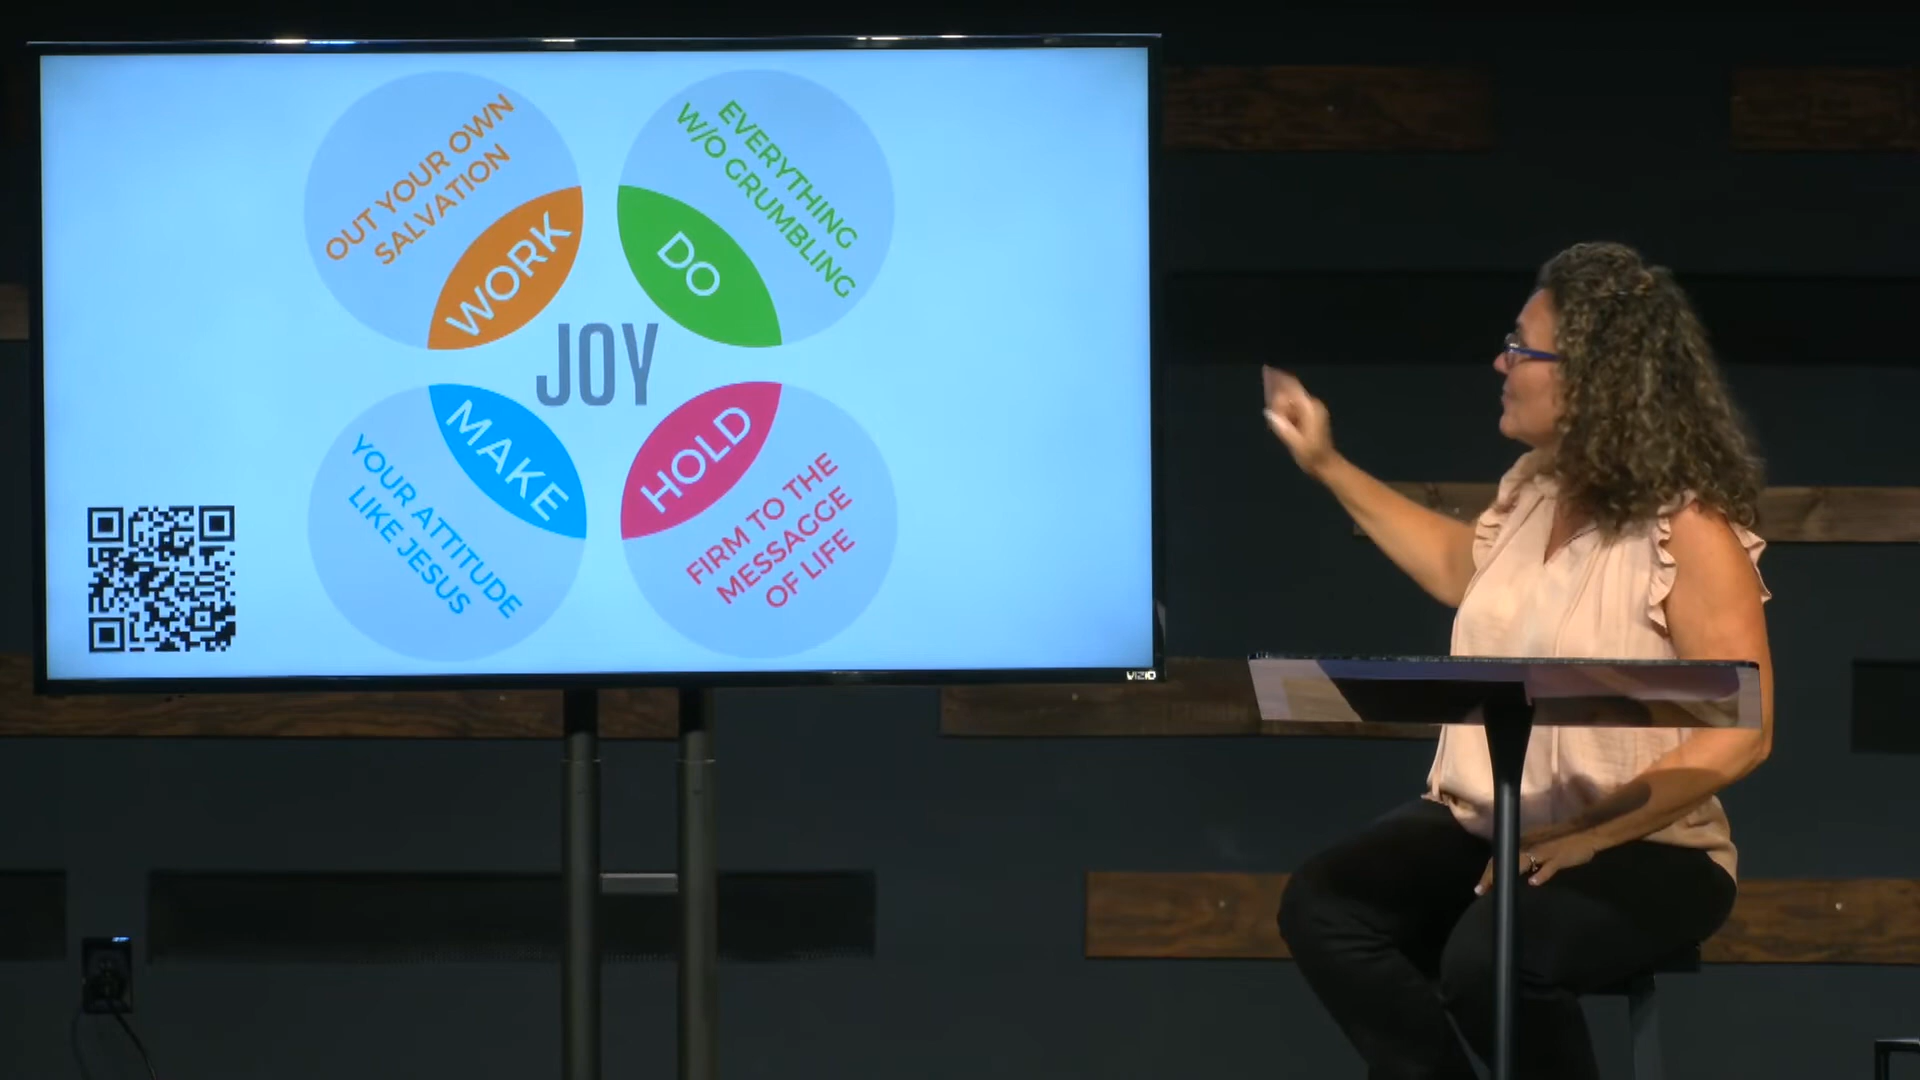 OUT YOUR OWN
SALVATION
WORK
EVERYTHING
W/O GRUMBLING
DO
JOY
MAKE
YOUR ATTITUDE
LIKE JESUS
HOLD
FIRM TO THE
MESSAGGE
OF LIFE
VIZIO